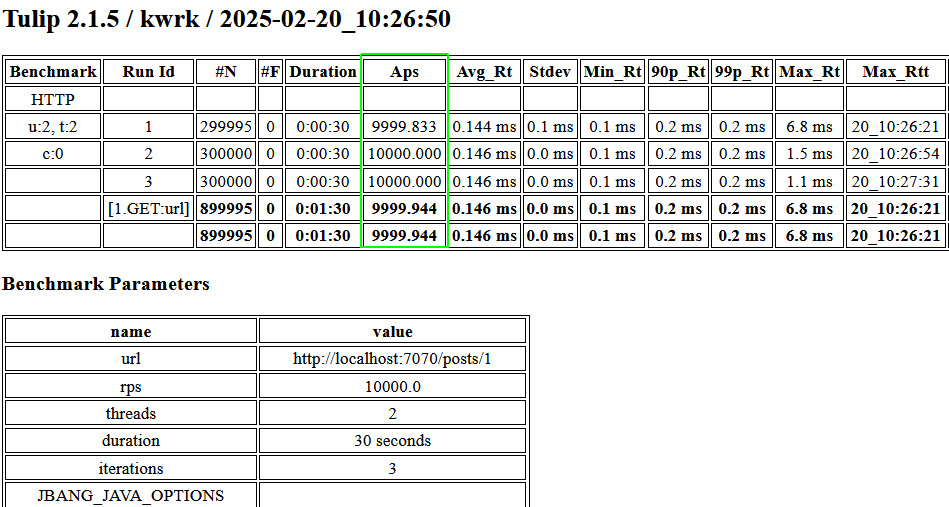 Tulip 2.1.5 / kwrk / 2025-02-20_10:26:50
Benchmark Run Id #N #F Duration Aps Avg_Rt Stdev Min_Rt 90p_Rt 99p_Rt Max_Rt Max_Rtt
HTTP
u:2, t:2 1 299995 0 0:00:30 9999.833 0.144 ms 0.1 ms 0.1 ms 0.2 ms 0.2 ms 6.8 ms 20_10:26:21
c:0 2 300000 0 0:00:30 10000.000 0.146 ms 0.0 ms 0.1 ms 0.2 ms 0.2 ms 1.5 ms 20_10:26:54
3 300000 0 0:00:30 10000.000 0.146 ms 0.0 ms 0.1 ms 0.2 ms 0.2 ms 1.1 ms 20_10:27:31
[1.GET:url] 899995 0 0:01:30 9999.944 0.146 ms 0.0 ms 0.1 ms 0.2 ms 0.2 ms 6.8 ms 20_10:26:21
899995 0 0:01:30 9999.944 0.146 ms 0.0 ms 0.1 ms 0.2 ms 0.2 ms 6.8 ms 20_10:26:21
Benchmark Parameters
name value
url http://localhost:7070/posts/1
rps 10000.0
threads 2
duration 30 seconds
iterations 3
JBANG_JAVA_OPTIONS